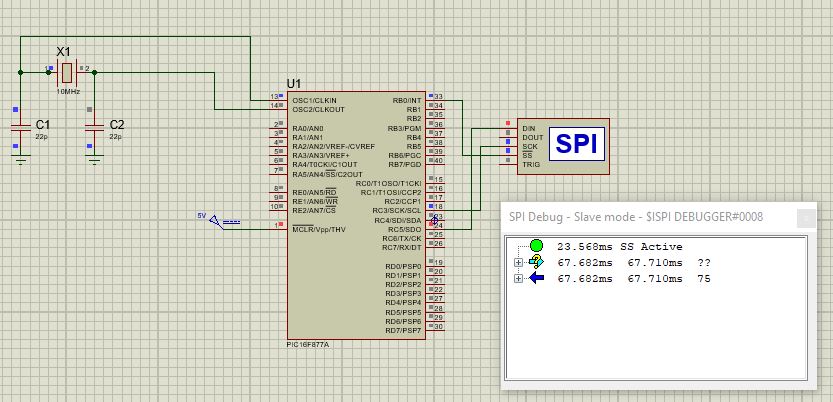 X1
1
2
10MHz
C1
22p
C2
22p
U1
13 OSC1/CLKIN RB0/INT 33
14 OSC2/CLKOUT RB1 34
RB2 35
2 RA0/AN0 RB3/PGM 36
3 RA1/AN1 RB4 37
4 RA2/AN2/VREF-/CVREF RB5 38
5 RA3/AN3/VREF+ RB6/PGC 39
6 RA4/T0CKI/C1OUT RB7/PGD 40
7 RA5/AN4/SS/C2OUT
RC0/T1OSO/T1CKI 15
8 RE0/AN5/RD RC1/T1OSI/CCP2 16
9 RE1/AN6/WR RC2/CCP1 17
10 RE2/AN7/CS RC3/SCK/SCL 18
RC4/SDI/SDA 23
1 MCLR/Vpp/THV RC5/SDO 24
RC6/TX/CK 25
RC7/RX/DT 26
RD0/PSP0 19
RD1/PSP1 20
RD2/PSP2 21
RD3/PSP3 22
RD4/PSP4 27
RD5/PSP5 28
RD6/PSP6 29
RD7/PSP7 30
PIC16F877A
5V
DIN
DOUT
SCK
SS
TRIG
SPI
SPI Debug - Slave mode - $ISPI DEBUGGER#0008
x
23.568ms SS Active
67.682ms 67.710ms ??
67.682ms 67.710ms 75